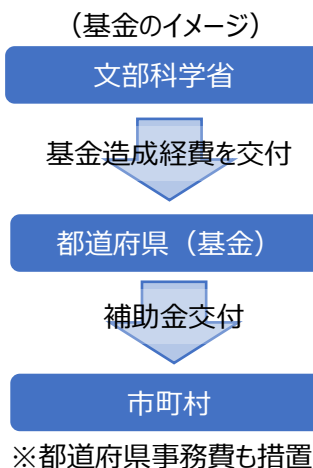 （基金のイメージ）
文部科学省
基金造成経費を交付
都道府県（基金）
補助金交付
市町村
※都道府県事務費も措置